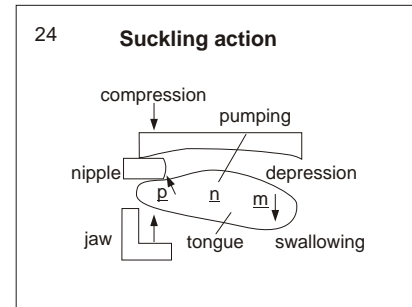 24
Suckling action
compression
pumping
nipple
depression
p
n
m
jaw
tongue
swallowing